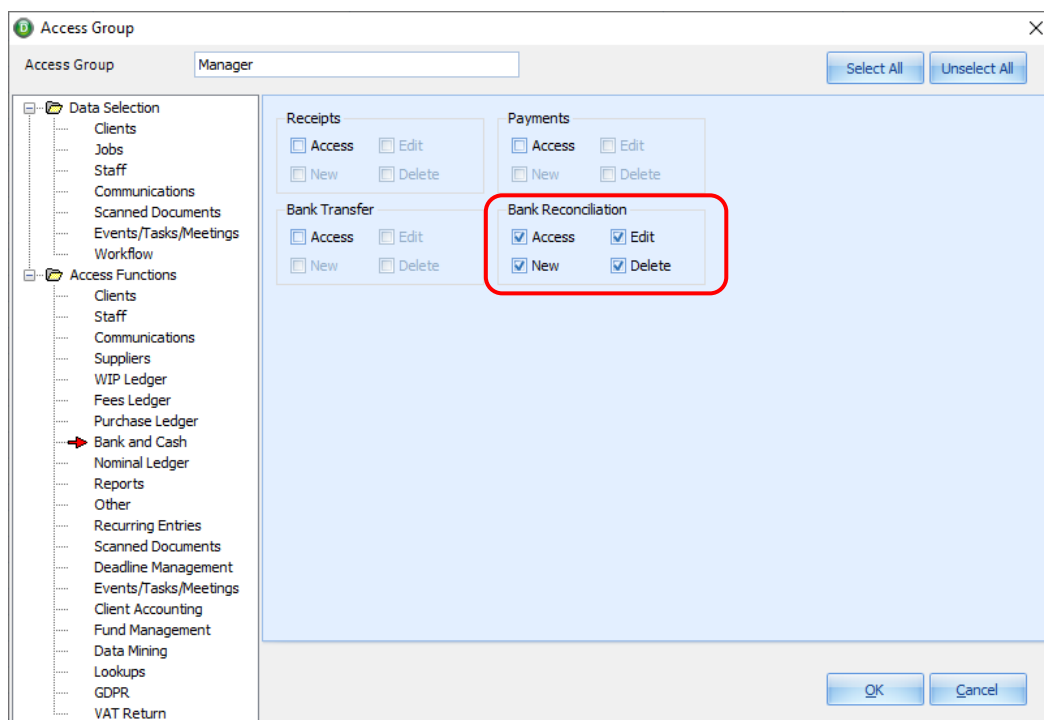 Access Group
Access Group Manager Select All Unselect All
Data Selection
Clients
Jobs
Staff
Communications
Scanned Documents
Events/Tasks/Meetings
Workflow
Access Functions
Clients
Staff
Communications
Suppliers
WIP Ledger
Fees Ledger
Purchase Ledger
Bank and Cash
Nominal Ledger
Reports
Other
Recurring Entries
Scanned Documents
Deadline Management
Events/Tasks/Meetings
Client Accounting
Fund Management
Data Mining
Lookups
GDPR
VAT Return
Receipts
Access Edit
New Delete
Payments
Access Edit
New Delete
Bank Transfer
Access Edit
New Delete
Bank Reconciliation
Access Edit
New Delete
OK Cancel